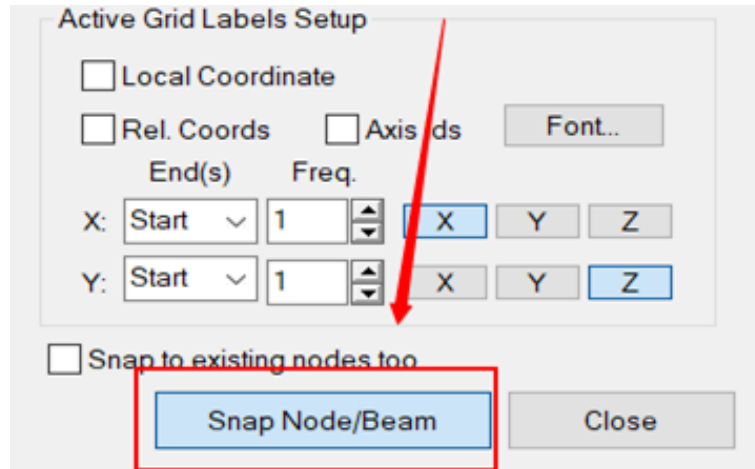 Active Grid Labels Setup
Local Coordinate
Rel. Coords Axis ds Font...
End(s) Freq.
X: Start 1 X Y Z
Y: Start 1 X Y Z
Snap to existing nodes too
Snap Node/Beam Close